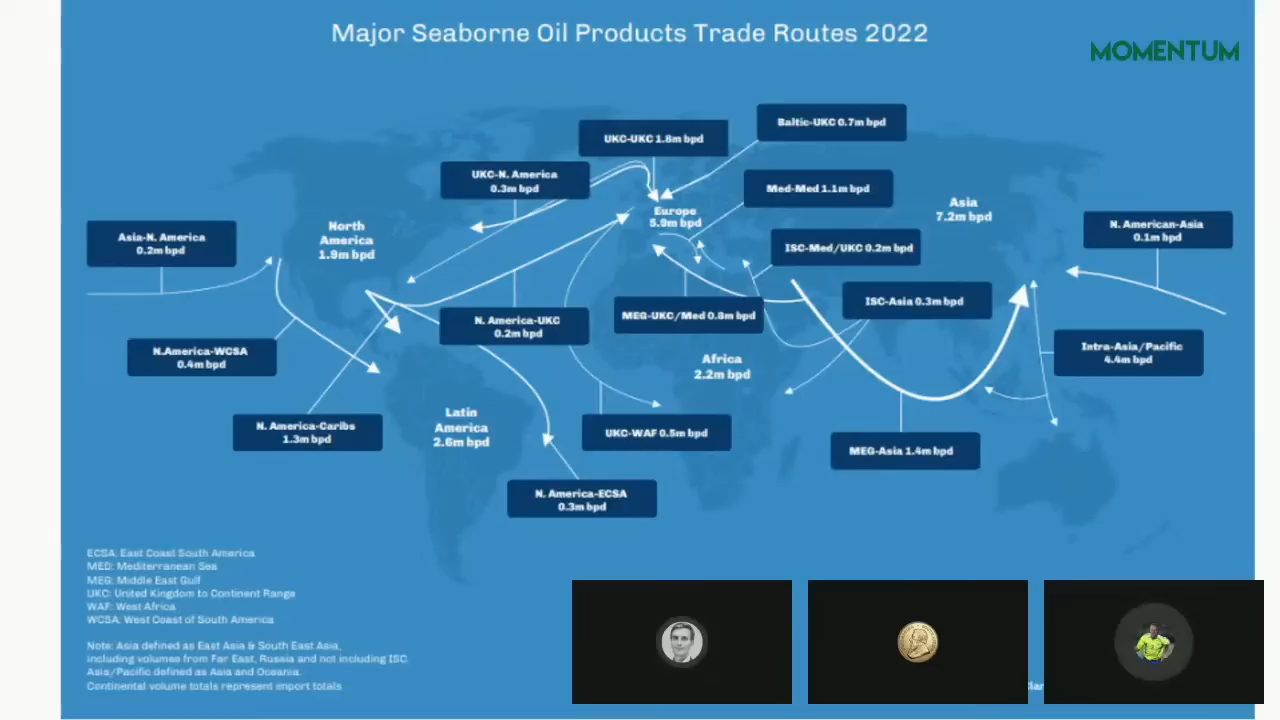 Major Seaborne Oil Products Trade Routes 2022
MOMENTUM
Baltic-UKC 0.7m bpd
UKC-UKC 1.8m bpd
UKC-N. America
0.3m bpd
Med-Med 1.1m bpd
Asia
7.2m bpd
Europe
5.9m bpd
North
America
1.9m bpd
Asia-N. America
0.2m bpd
N. American-Asia
0.1m bpd
ISC-Med/UKC 0.2m bpd
ISC-Asia 0.3m bpd
MEG-UKC/Med 0.8m bpd
N. America-UKC
0.2m bpd
N.America-WCSA
0.4m bpd
Intra-Asia/Pacific
4.4m bpd
Africa
2.2m bpd
Latin
America
2.6m bpd
N. America-Caribs
1.3m bpd
UKC-WAF 0.5m bpd
MEG-Asia 1.4m bpd
N. America-ECSA
0.3m bpd
ECSA: East Coast South America
MED: Mediterranean Sea
MEG: Middle East Gulf
UKC: United Kingdom to Continent Range
WAF: West Africa
WCSA: West Coast of South America
Note: Asia defined as East Asia & South East Asia,
including volumes from Far East, Russia and not including ISC.
Asia/Pacific defined as Asia and Oceania.
Continental volume totals represent import totals